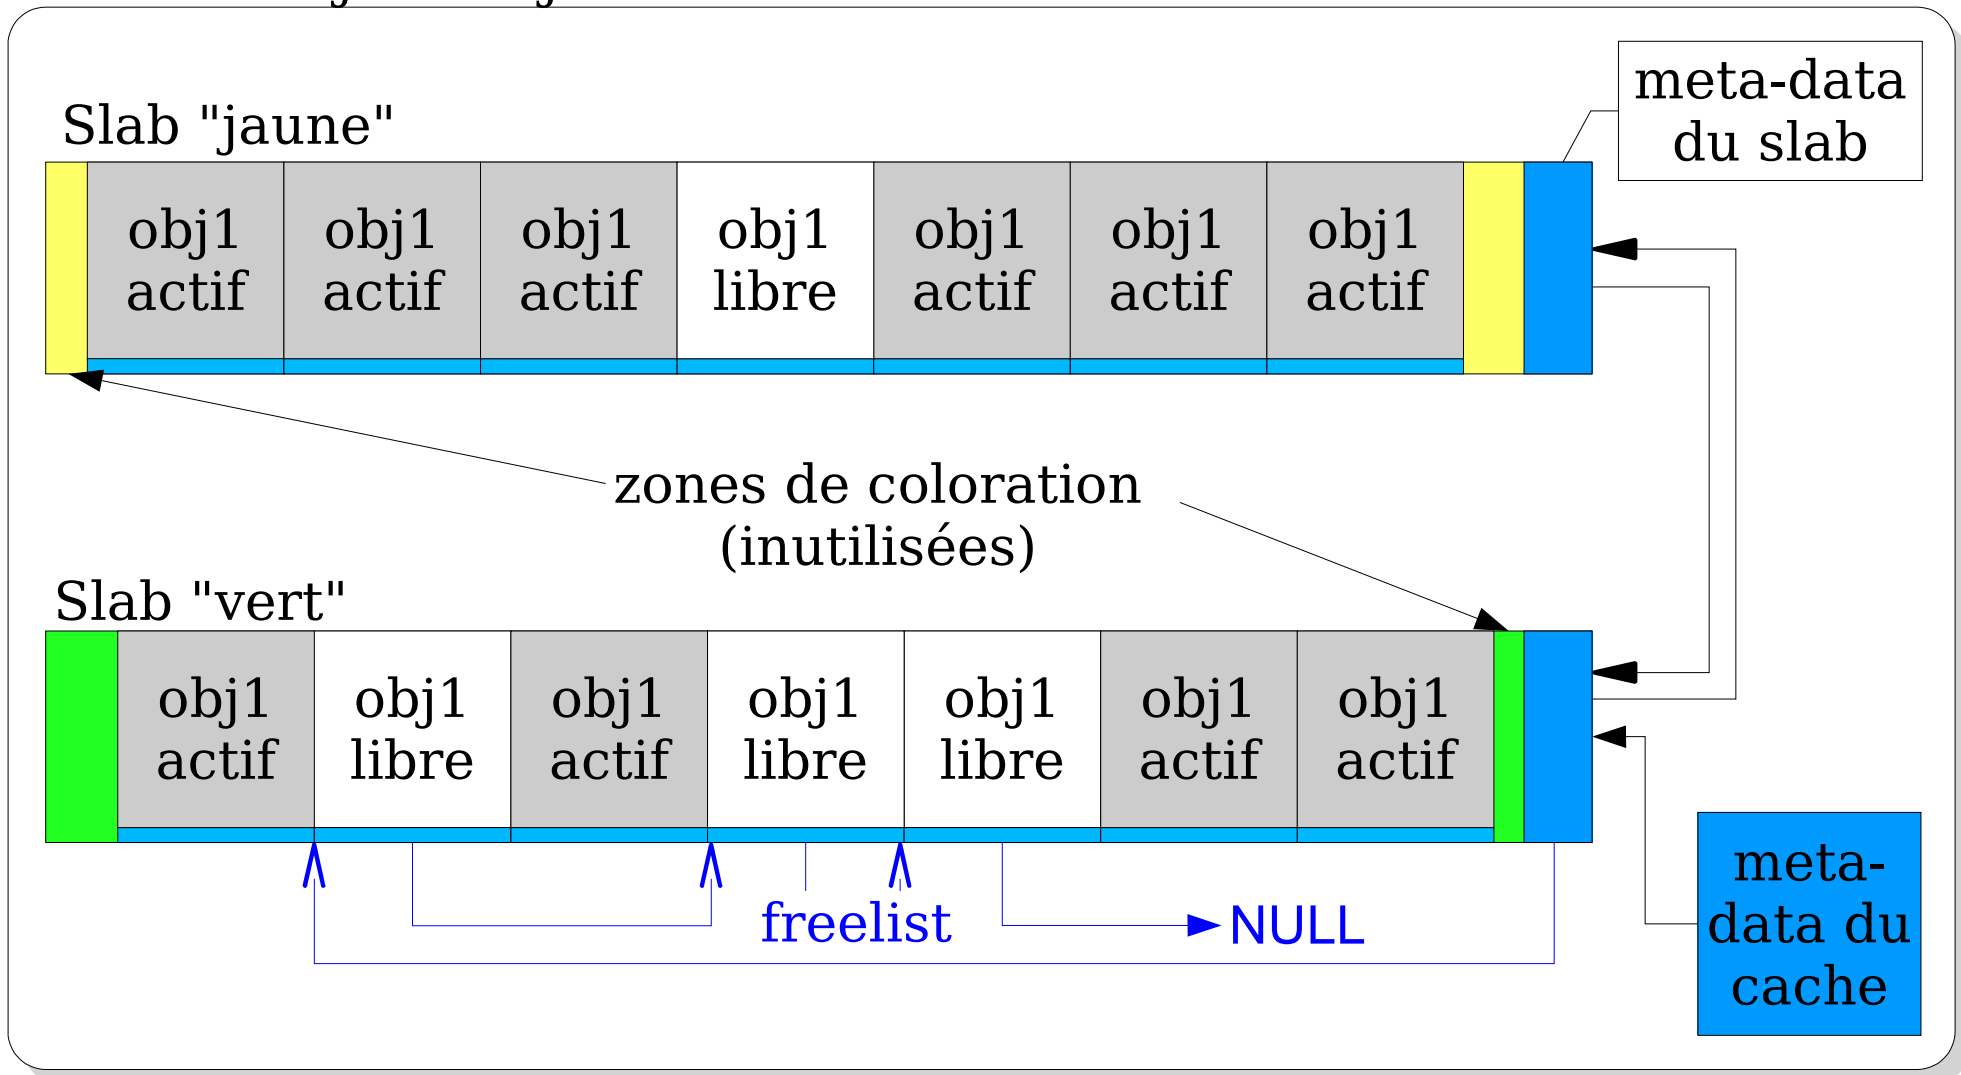 meta-data
du slab
Slab "jaune"
obj1 obj1 obj1 obj1 obj1 obj1 obj1
actif actif actif libre actif actif actif
zones de coloration
(inutilisées)
Slab "vert"
obj1 obj1 obj1 obj1 obj1 obj1 obj1
actif libre actif libre libre actif actif
freelist
NULL
meta-
data du
cache